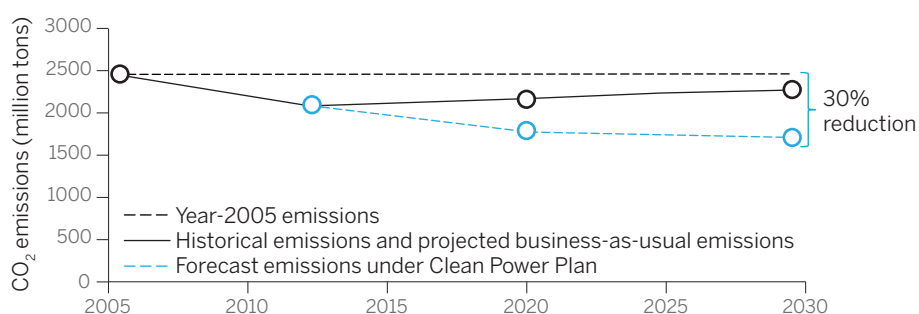 3000
2500
2000
1500
1000
500
0
CO2 emissions (million tons)
30%
reduction
Year-2005 emissions
Historical emissions and projected business-as-usual emissions
Forecast emissions under Clean Power Plan
2005 2010 2015 2020 2025 2030